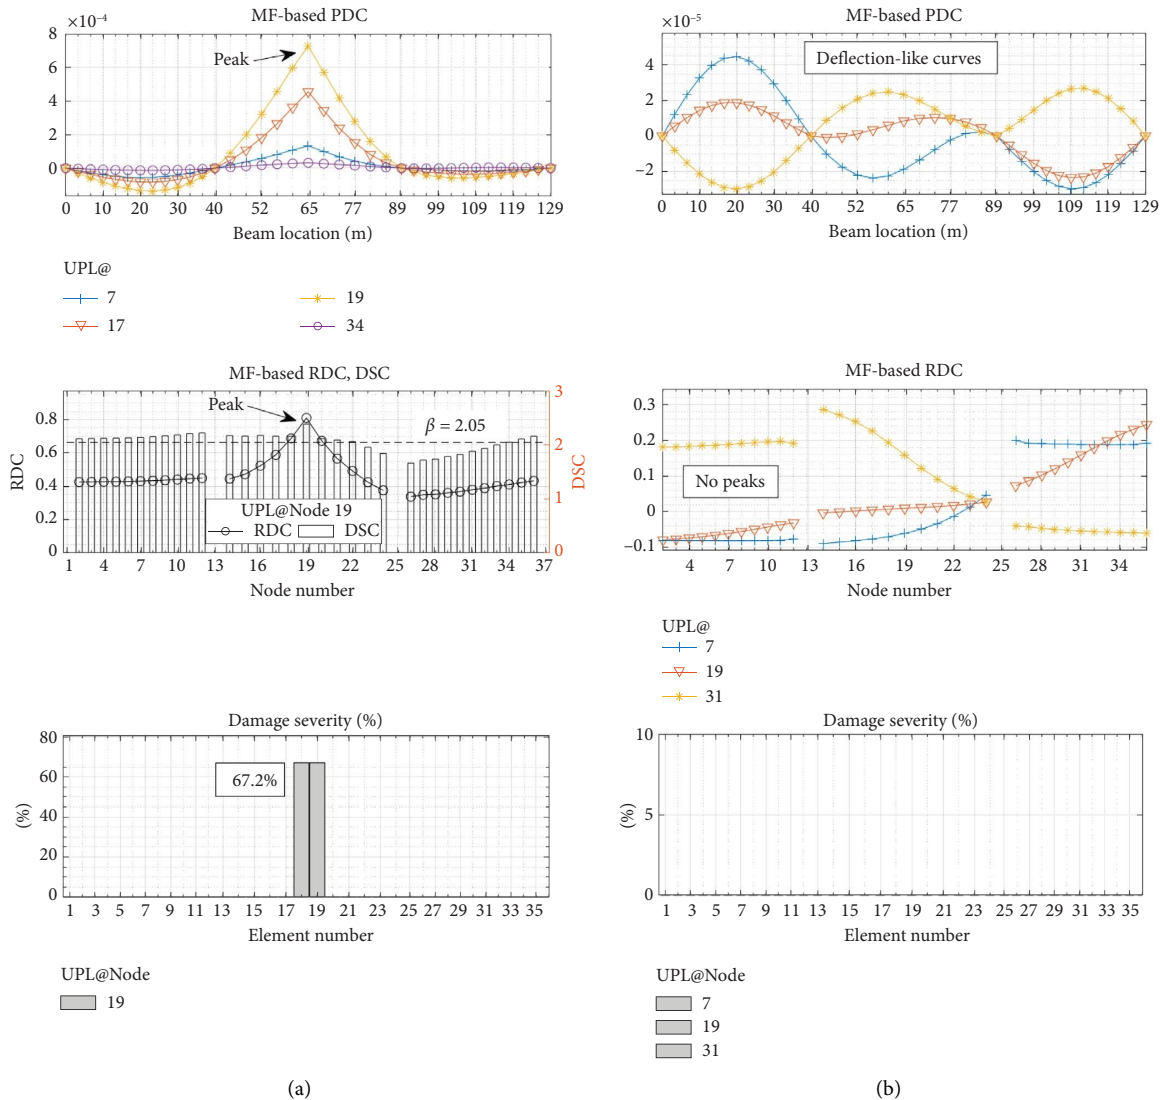 MF-based PDC
×10⁻⁴
8
6
4
2
0
Peak
0 10 20 30 40 52 65 77 89 99 109 119 129
Beam location (m)
UPL@
7
19
17
34
MF-based PDC
×10⁻⁵
4
2
0
−2
Deflection-like curves
0 10 20 30 40 52 65 77 89 99 109 119 129
Beam location (m)
MF-based RDC, DSC
RDC
0.8
0.6
0.4
0.2
0
Peak
β = 2.05
UPL@Node 19
RDC DSC
3
2
1
0
DSC
1 4 7 10 13 16 19 22 25 28 31 34 37
Node number
MF-based RDC
0.3
0.2
0.1
0
−0.1
No peaks
4 7 10 13 16 19 22 25 28 31 34
Node number
UPL@
7
19
31
Damage severity (%)
(%)
80
60
40
20
0
67.2%
1 3 5 7 9 11 13 15 17 19 21 23 25 27 29 31 33 35
Element number
UPL@Node
19
Damage severity (%)
(%)
10
5
0
1 3 5 7 9 11 13 15 17 19 21 23 25 27 29 31 33 35
Element number
UPL@Node
7
19
31
(a)
(b)